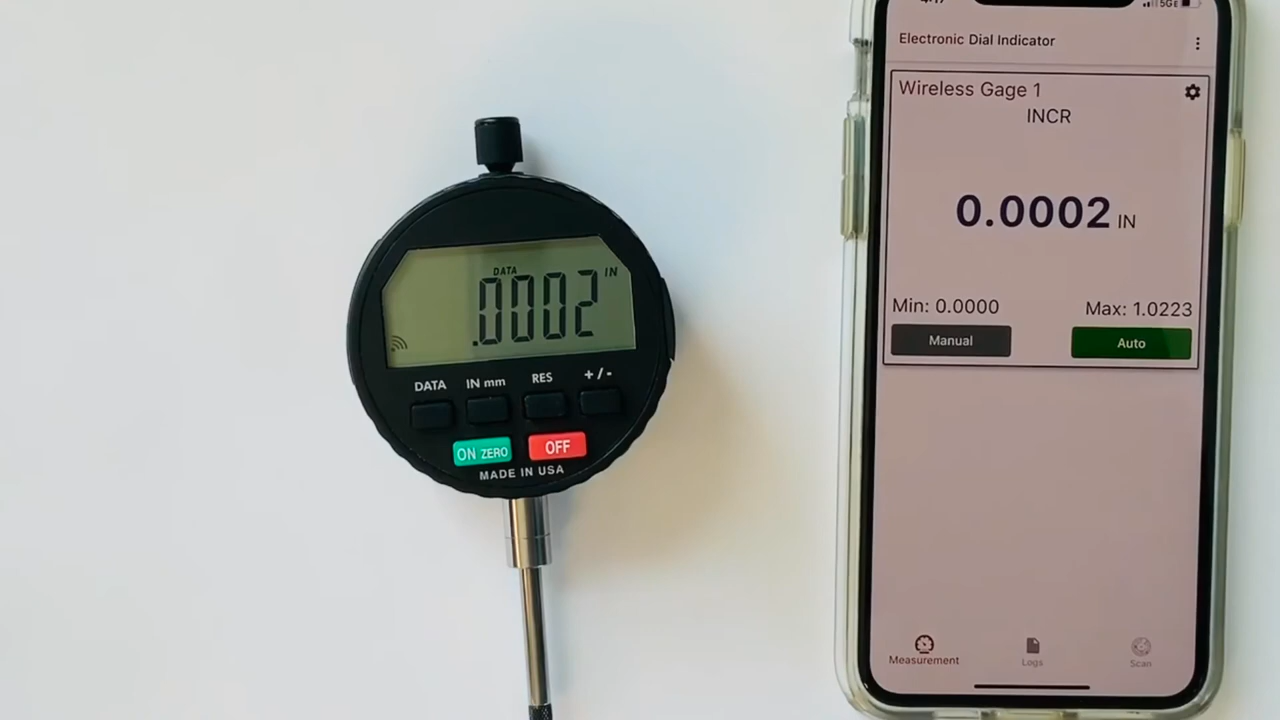 DATA
IN
.0002
DATA
IN mm
RES
+/-
ON ZERO
OFF
MADE IN USA
5GE
Electronic Dial Indicator
Wireless Gage 1
INCR
0.0002 IN
Min: 0.0000
Max: 1.0223
Manual
Auto
Measurement
Logs
Scan